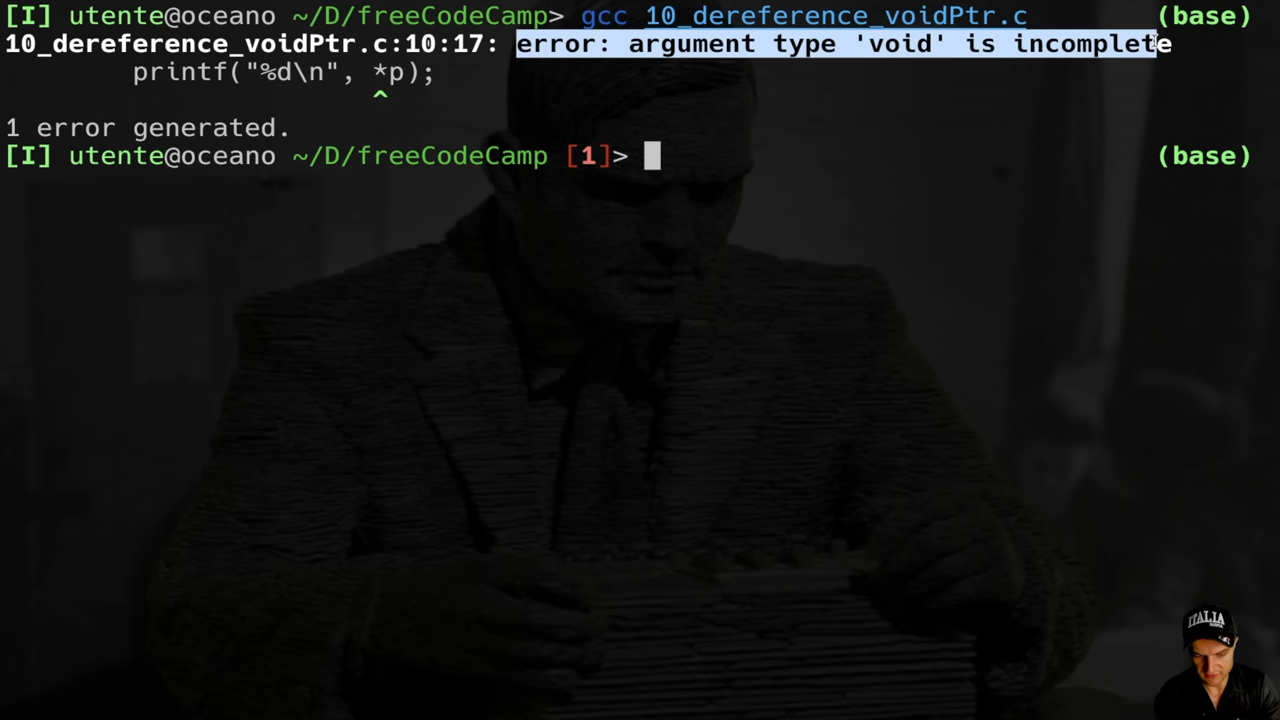 [I] utente@oceano ~/D/freeCodeCamp> gcc 10_dereference_voidPtr.c (base)
10_dereference_voidPtr.c:10:17: error: argument type 'void' is incomplete
        printf("%d\n", *p);
                       ^
1 error generated.
[I] utente@oceano ~/D/freeCodeCamp [1]> (base)
ITALIA